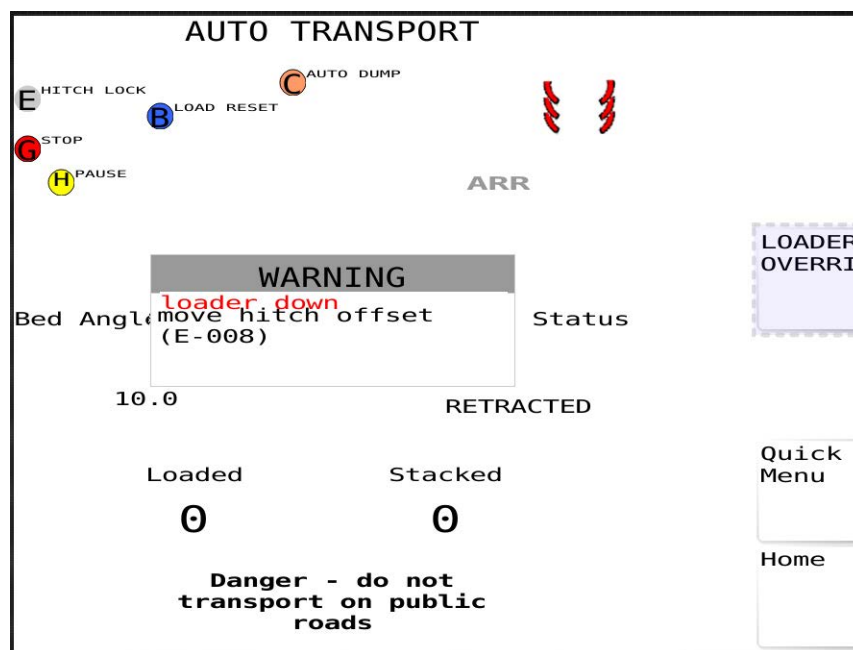 AUTO TRANSPORT
C AUTO DUMP
E HITCH LOCK
B LOAD RESET
G STOP
H PAUSE
ARR
LOADER
WARNING
loader down
move hitch offset
(E-008)
Bed Angle
Status
10.0
RETRACTED
Quick
Menu
Loaded
Stacked
0
0
Home
Danger - do not
transport on public
roads